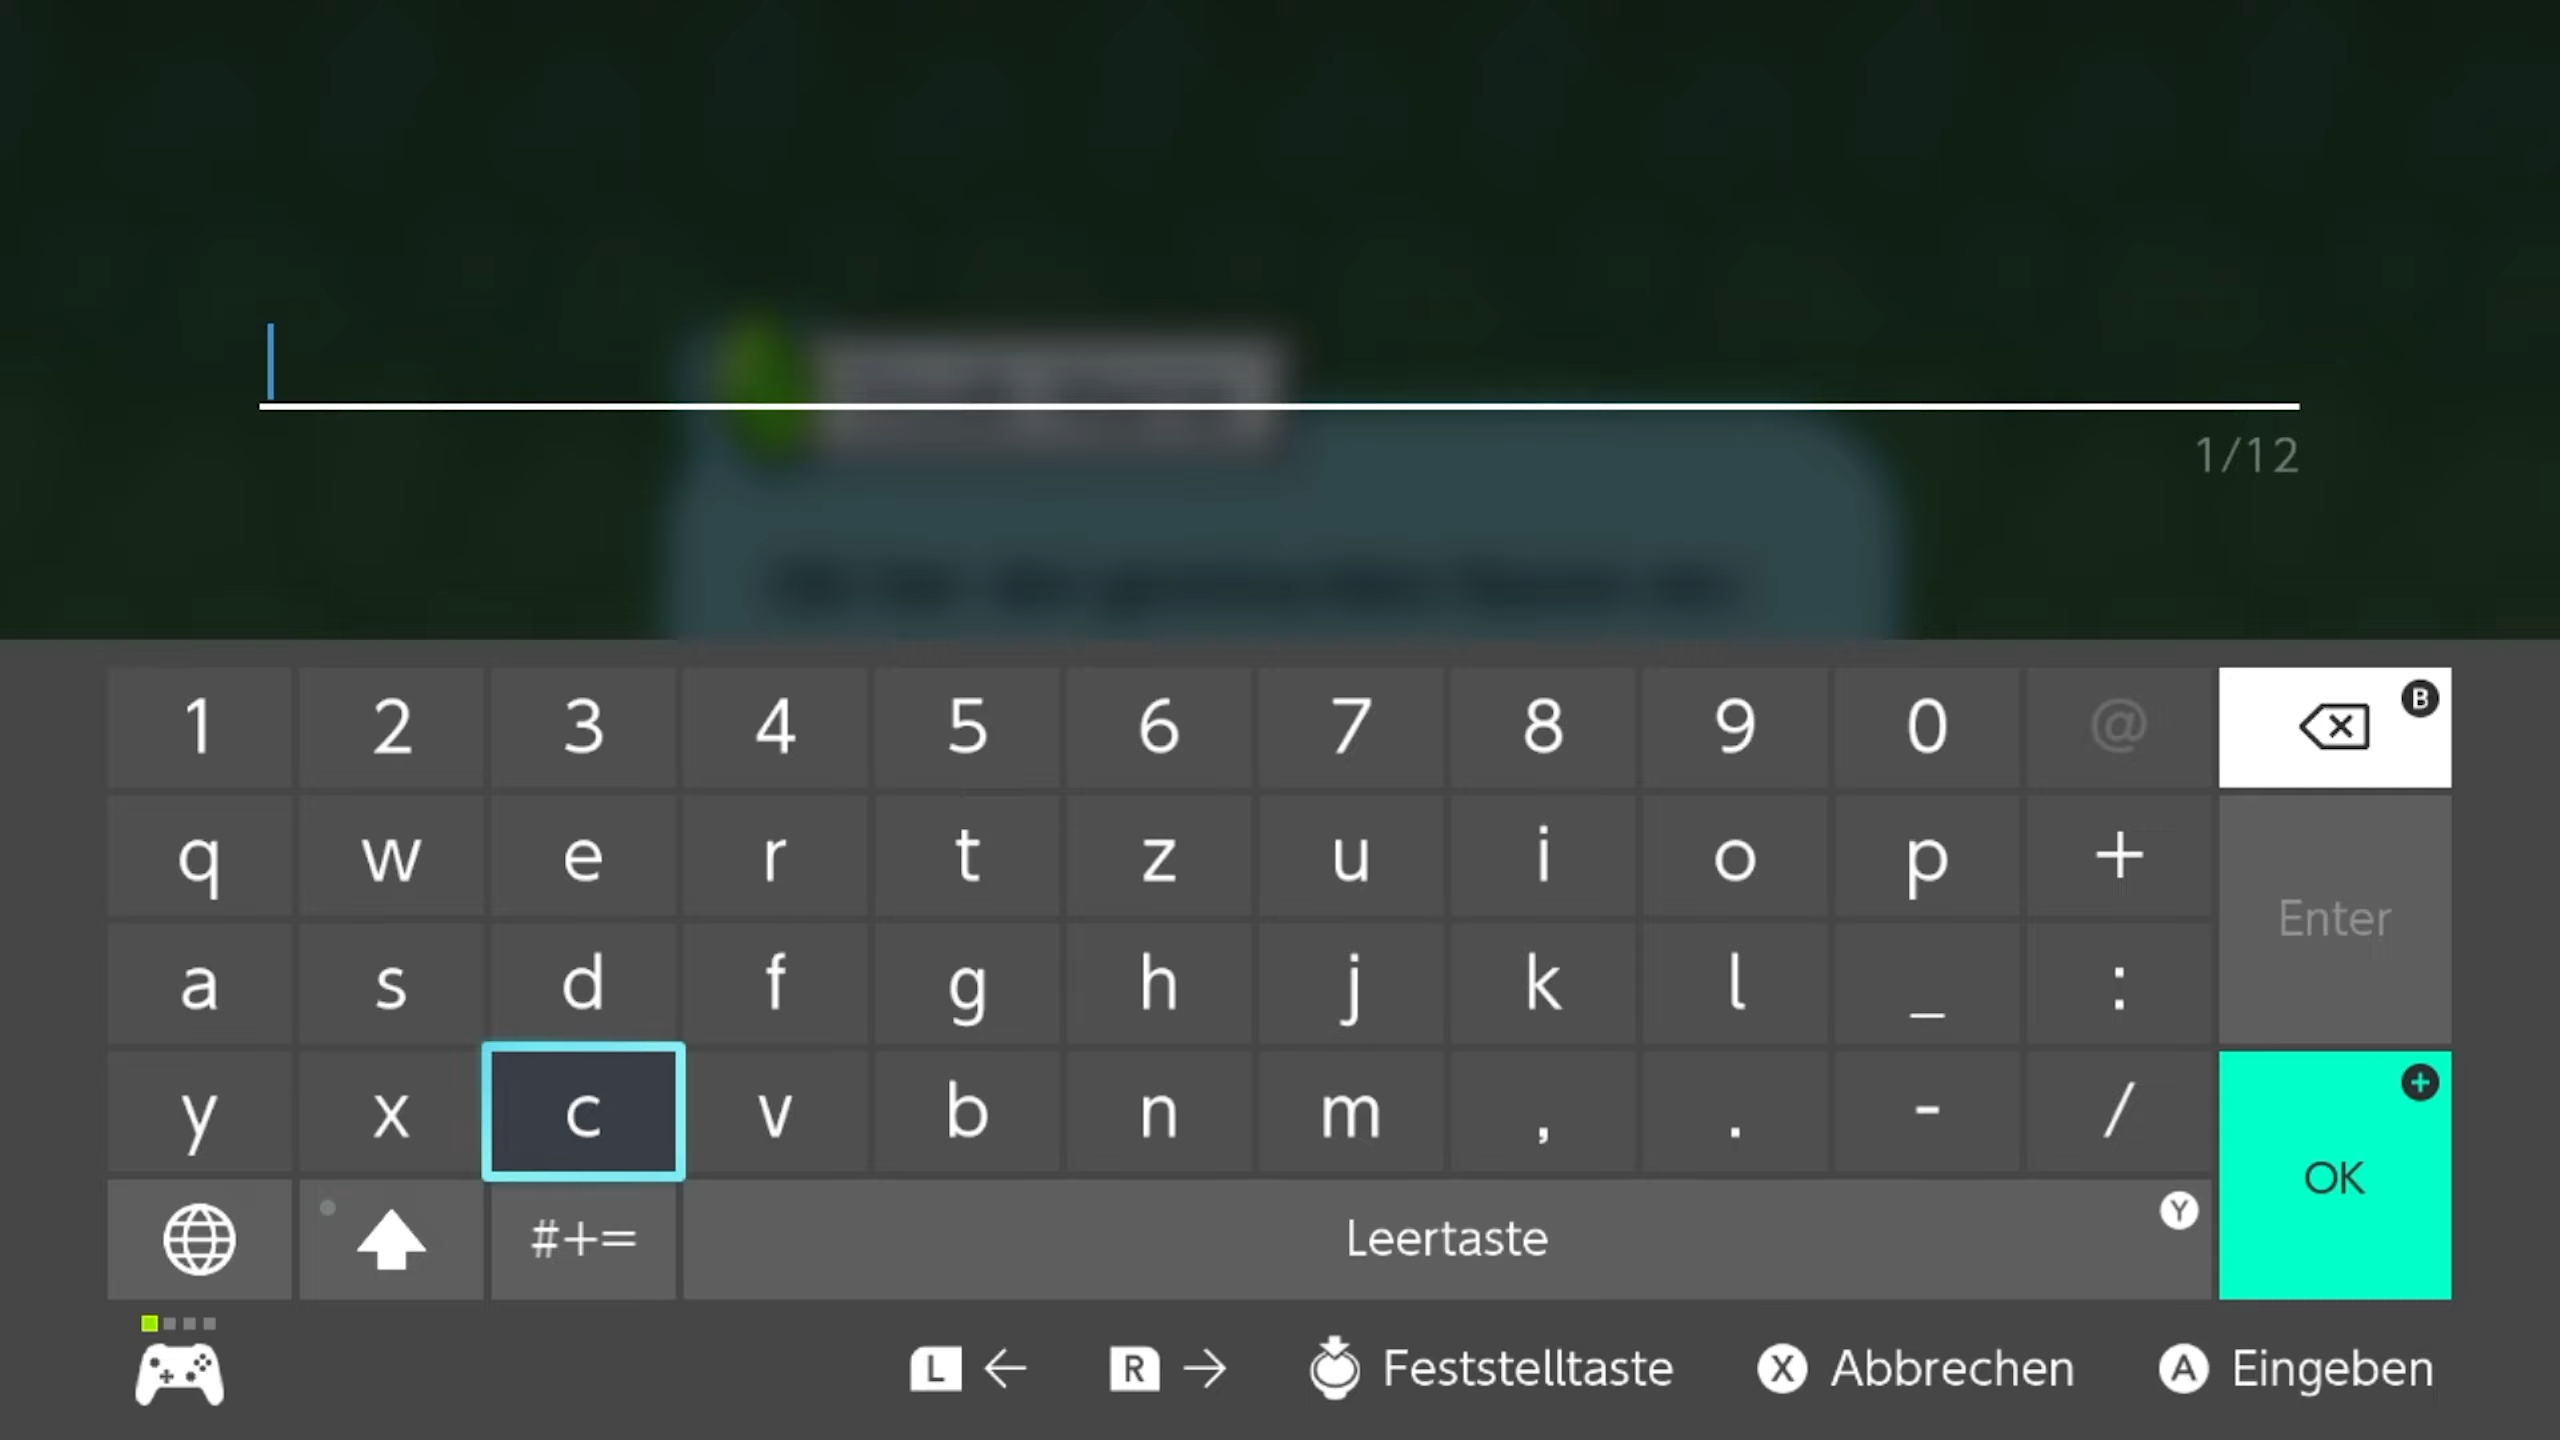 1/12
1 2 3 4 5 6 7 8 9 0 @ B
q w e r t z u i o p +
Enter
a s d f g h j k l _ :
y x c v b n m , . - / +
OK
#+= Leertaste Y
L ← R → Feststelltaste X Abbrechen A Eingeben